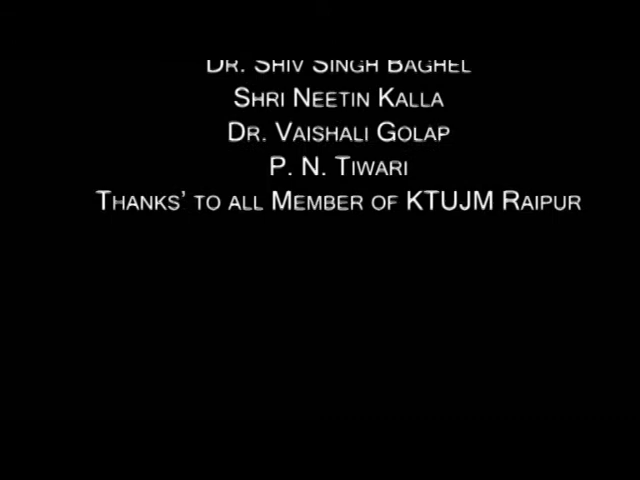 Dr. Shiv Singh Baghel
Shri Neetin Kalla
Dr. Vaishali Golap
P. N. Tiwari
Thanks' to all Member of KTUJM Raipur